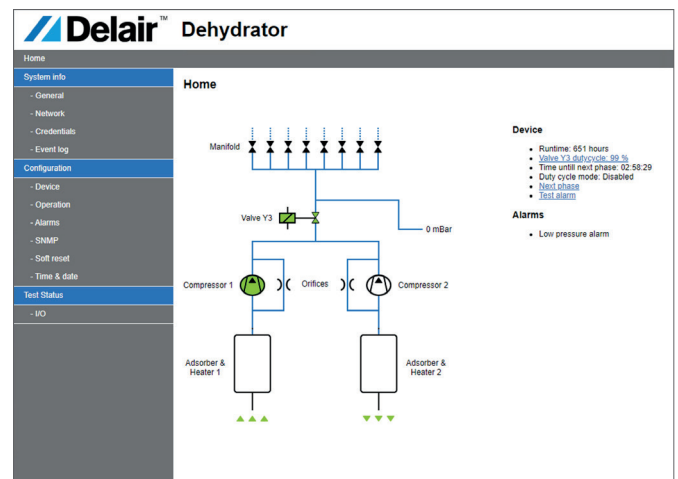 Delair™ Dehydrator
Home
System info
- General
- Network
- Credentials
- Event log
Configuration
- Device
- Operation
- Alarms
- SNMP
- Soft reset
- Time & date
Test Status
- I/O
Home
Manifold
Valve Y3
0 mBar
Compressor 1
Orifices
Compressor 2
Adsorber &
Heater 1
Adsorber &
Heater 2
Device
Runtime: 651 hours
Valve Y3 dutycycle: 99 %
Time untill next phase: 02:58:29
Duty cycle mode: Disabled
Next phase
Test alarm
Alarms
Low pressure alarm